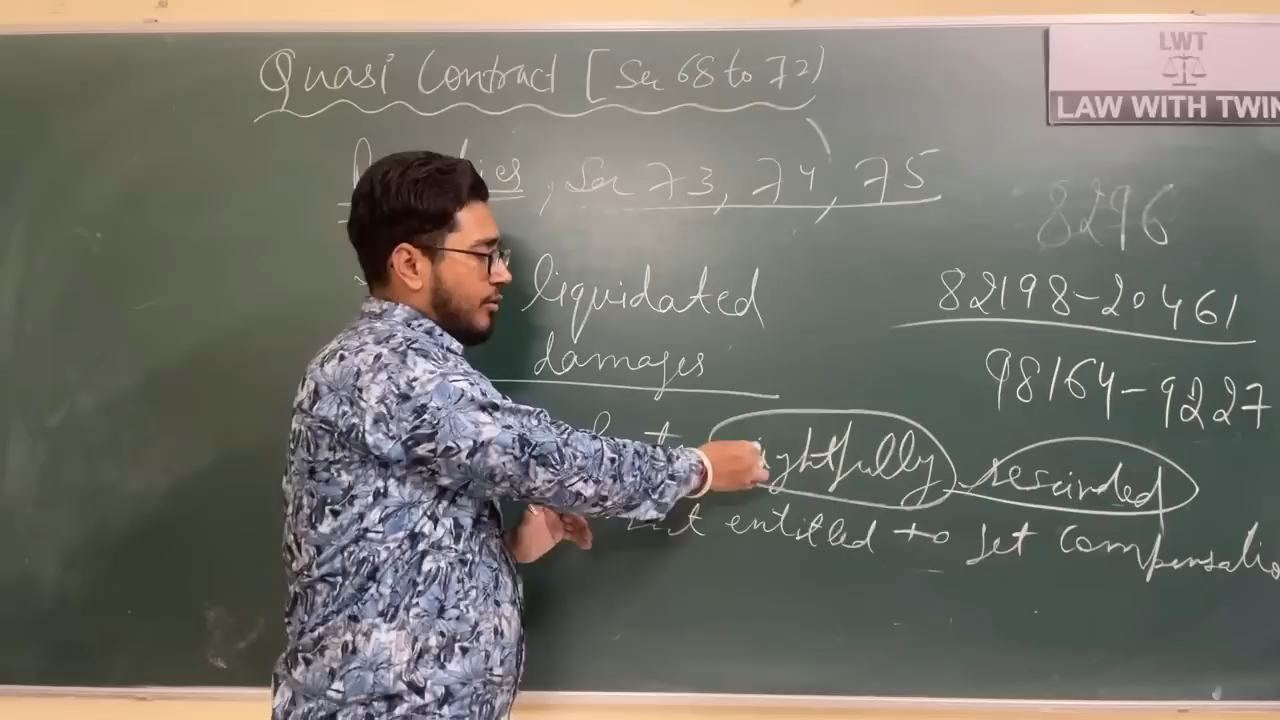 Quasi Contract [Sec 68 to 72)
LWT
LAW WITH TWIN
, Sec 73, 74, 75
8296
liquidated
82198-20461
damages
98164-9227
rightfully rescinded
entitled to get compensatio